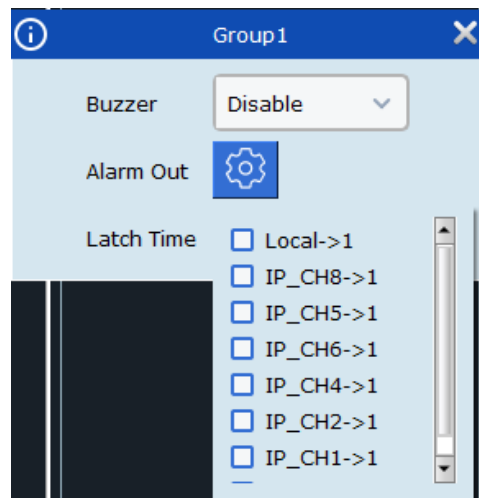 Group1
Buzzer Disable
Alarm Out
Latch Time Local->1
IP_CH8->1
IP_CH5->1
IP_CH6->1
IP_CH4->1
IP_CH2->1
IP_CH1->1